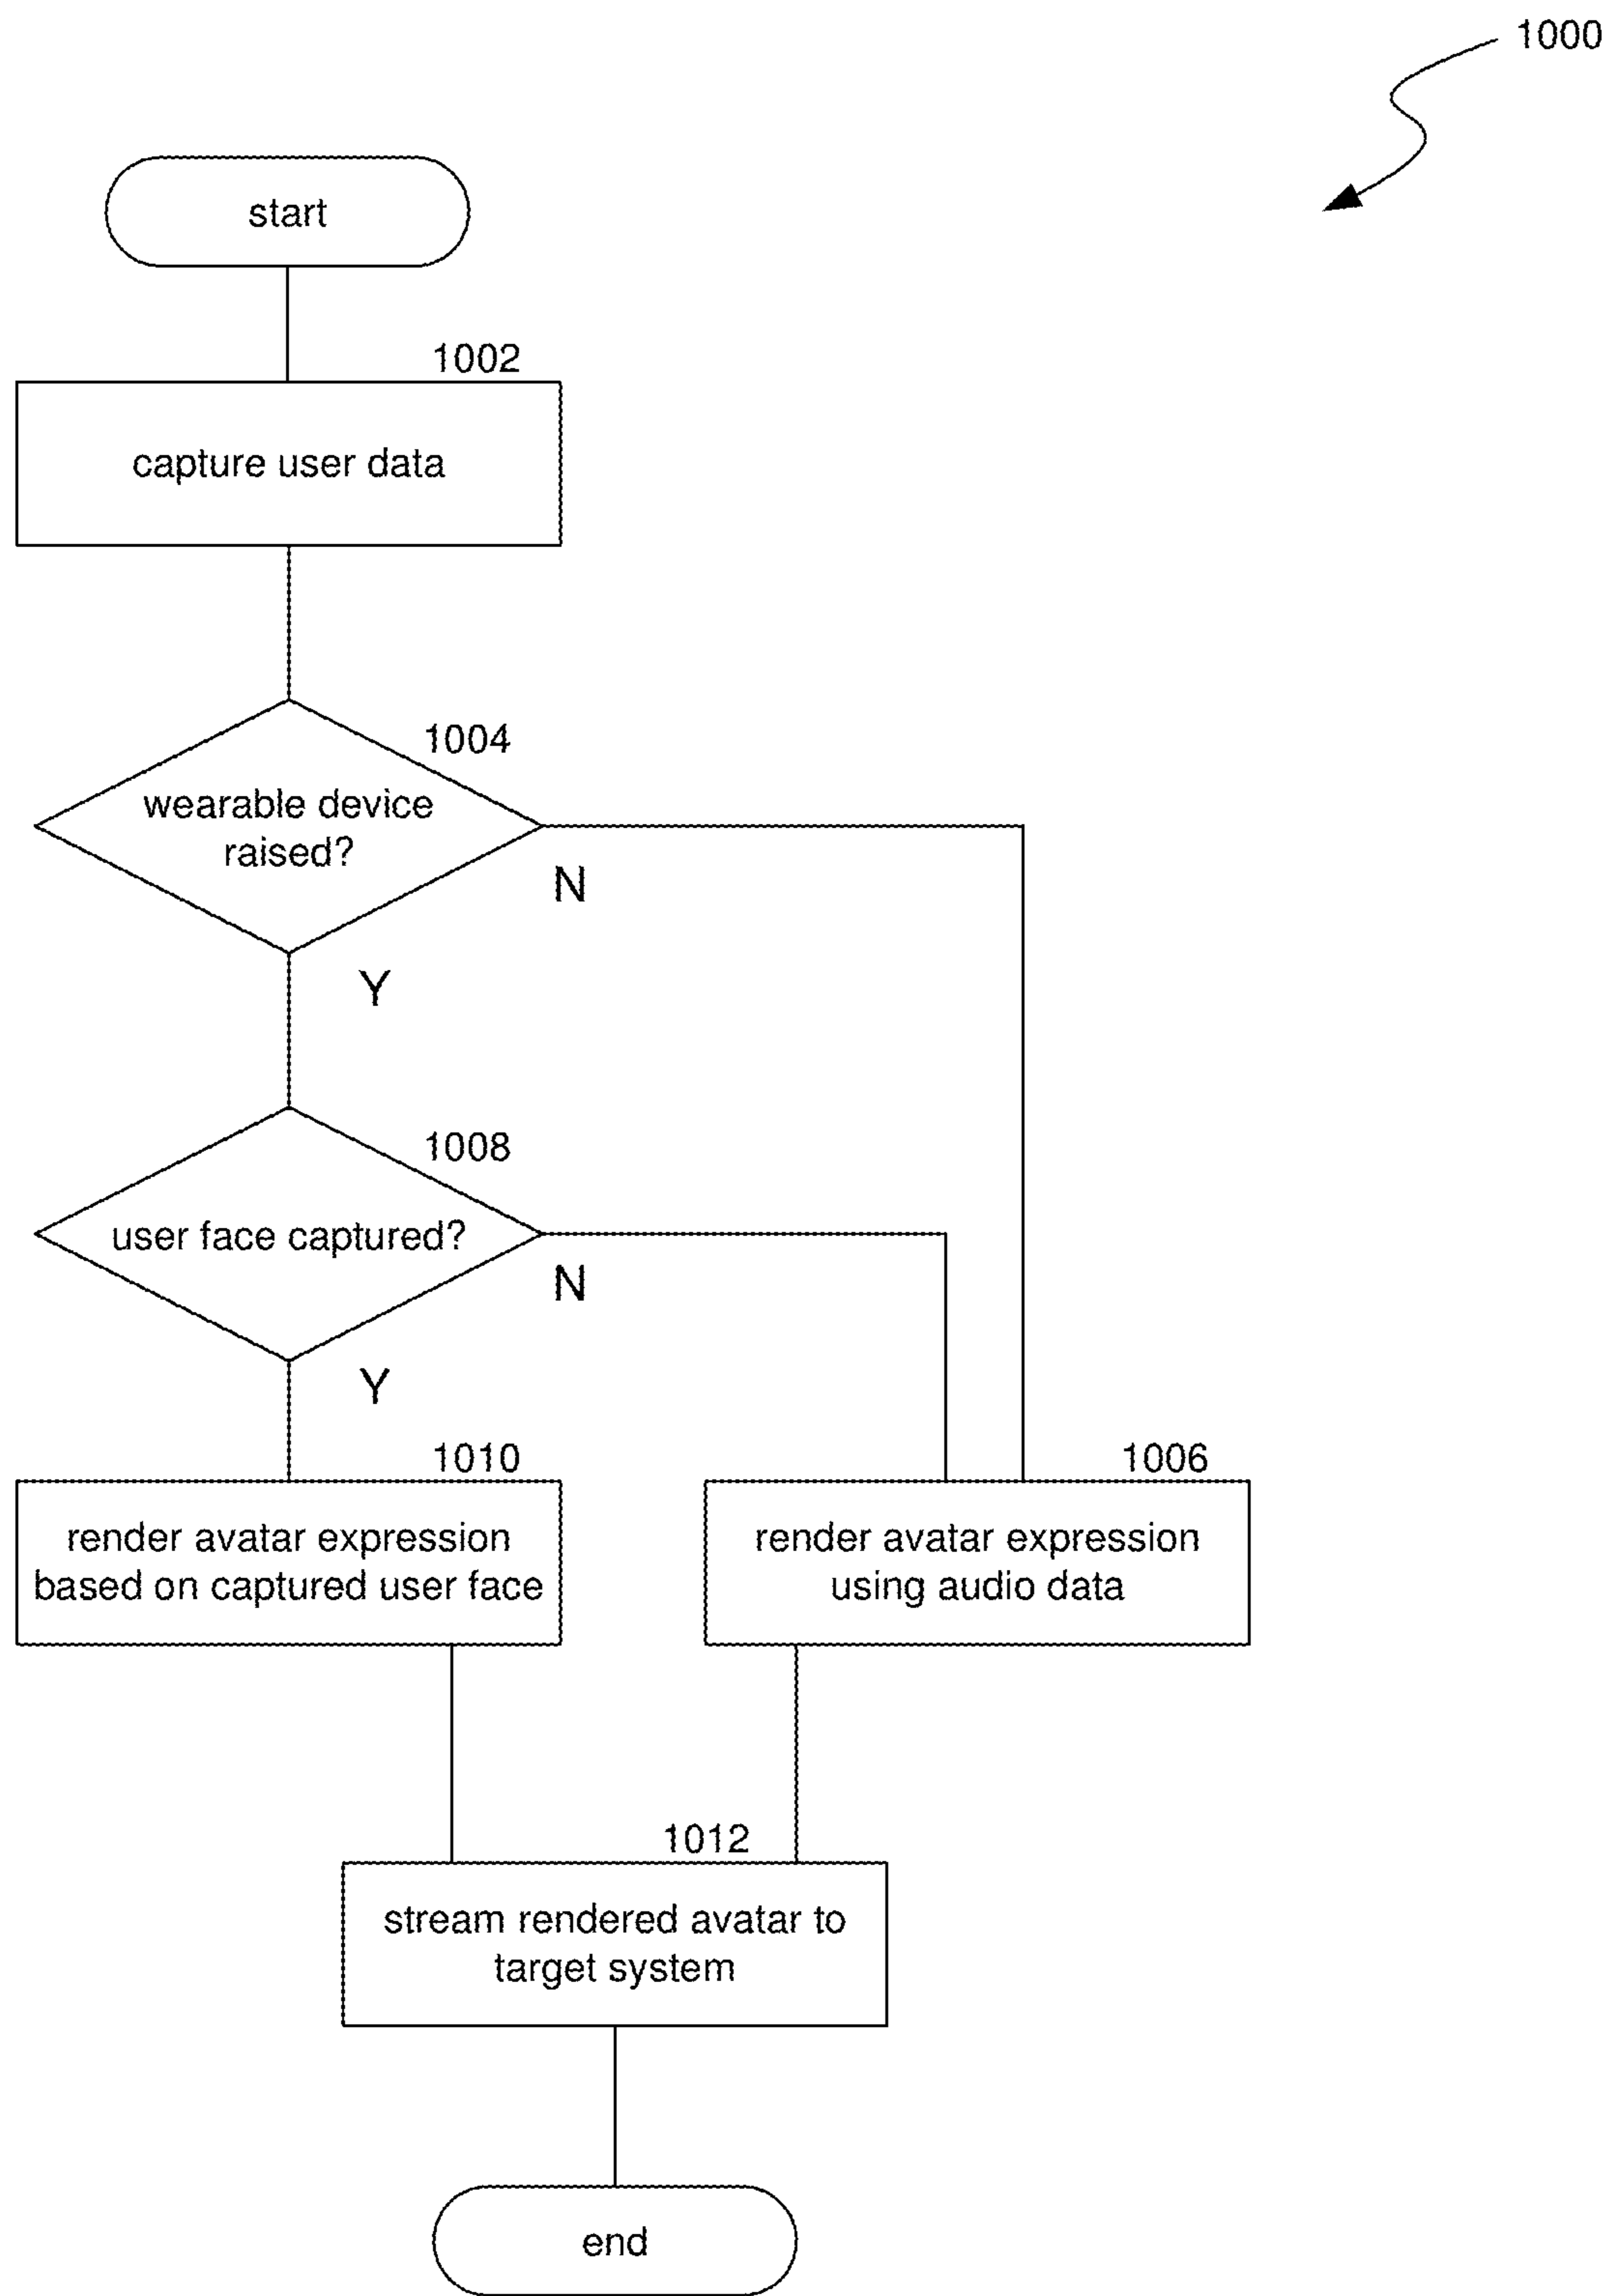 1000
start
1002
capture user data
1004
wearable device
raised?
N
Y
1008
user face captured?
N
Y
1010
render avatar expression
based on captured user face
1006
render avatar expression
using audio data
1012
stream rendered avatar to
target system
end